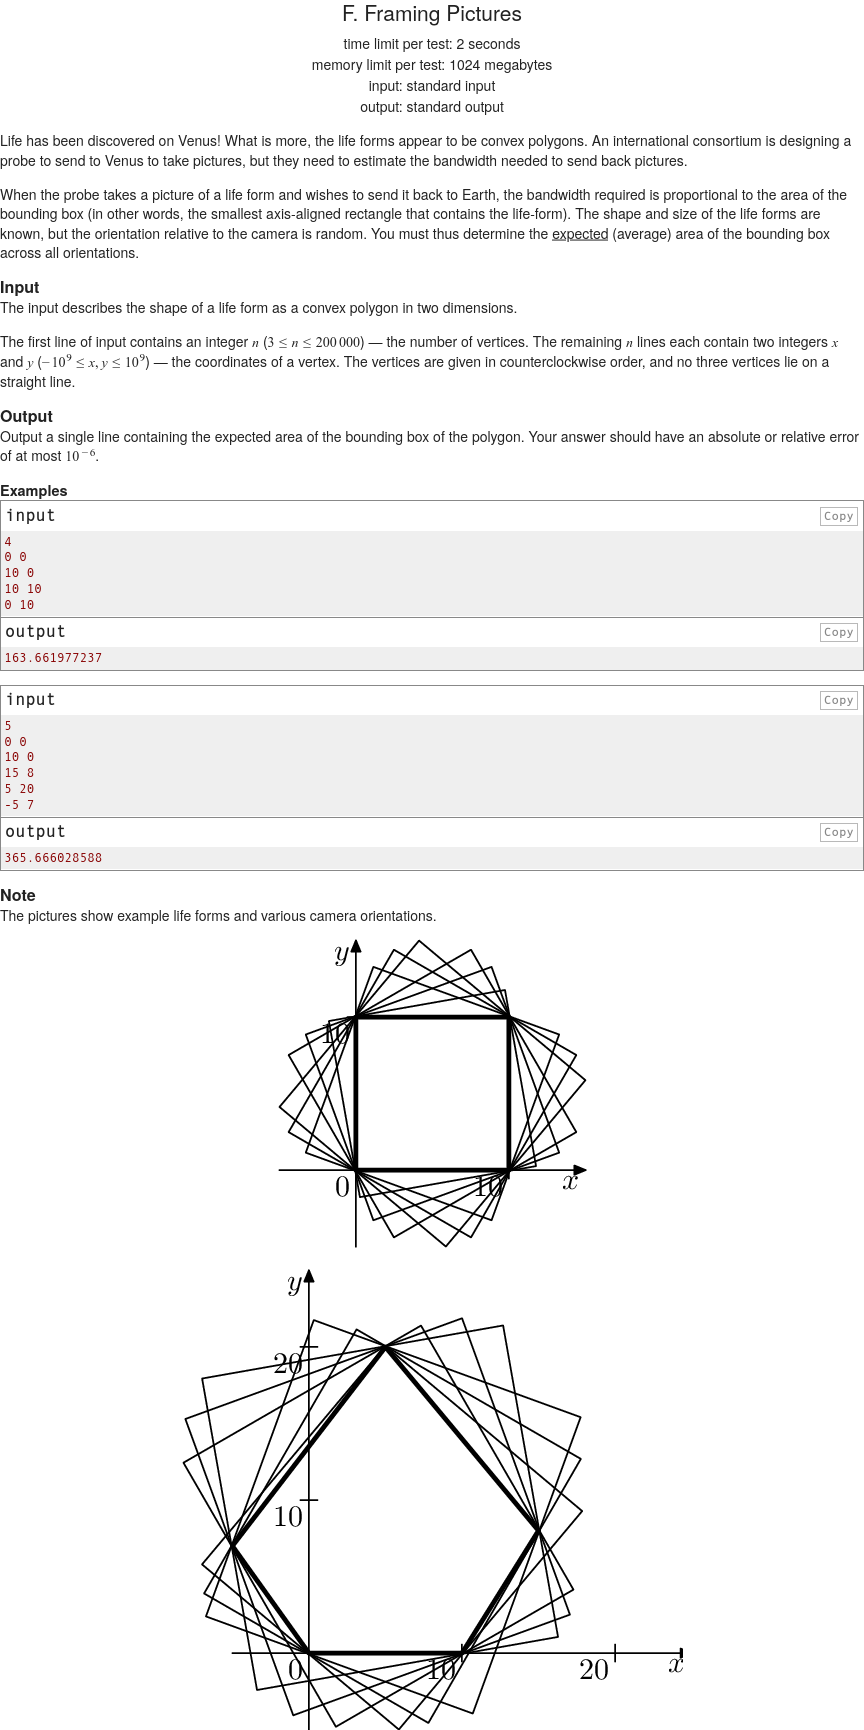 F. Framing Pictures
time limit per test: 2 seconds
memory limit per test: 1024 megabytes
input: standard input
output: standard output
Life has been discovered on Venus! What is more, the life forms appear to be convex polygons. An international consortium is designing a
probe to send to Venus to take pictures, but they need to estimate the bandwidth needed to send back pictures.
When the probe takes a picture of a life form and wishes to send it back to Earth, the bandwidth required is proportional to the area of the
bounding box (in other words, the smallest axis-aligned rectangle that contains the life-form). The shape and size of the life forms are
known, but the orientation relative to the camera is random. You must thus determine the expected (average) area of the bounding box
across all orientations.
Input
The input describes the shape of a life form as a convex polygon in two dimensions.
The first line of input contains an integer n (3 ≤ n ≤ 200 000) — the number of vertices. The remaining n lines each contain two integers x
and y (−10⁹ ≤ x, y ≤ 10⁹) — the coordinates of a vertex. The vertices are given in counterclockwise order, and no three vertices lie on a
straight line.
Output
Output a single line containing the expected area of the bounding box of the polygon. Your answer should have an absolute or relative error
of at most 10⁻⁶.
Examples
input
Copy
4
0 0
10 0
10 10
0 10
output
Copy
163.661977237
input
Copy
5
0 0
10 0
15 8
5 20
-5 7
output
Copy
365.666028588
Note
The pictures show example life forms and various camera orientations.
y
10
0
10
x
y
20
10
0
10
20
x